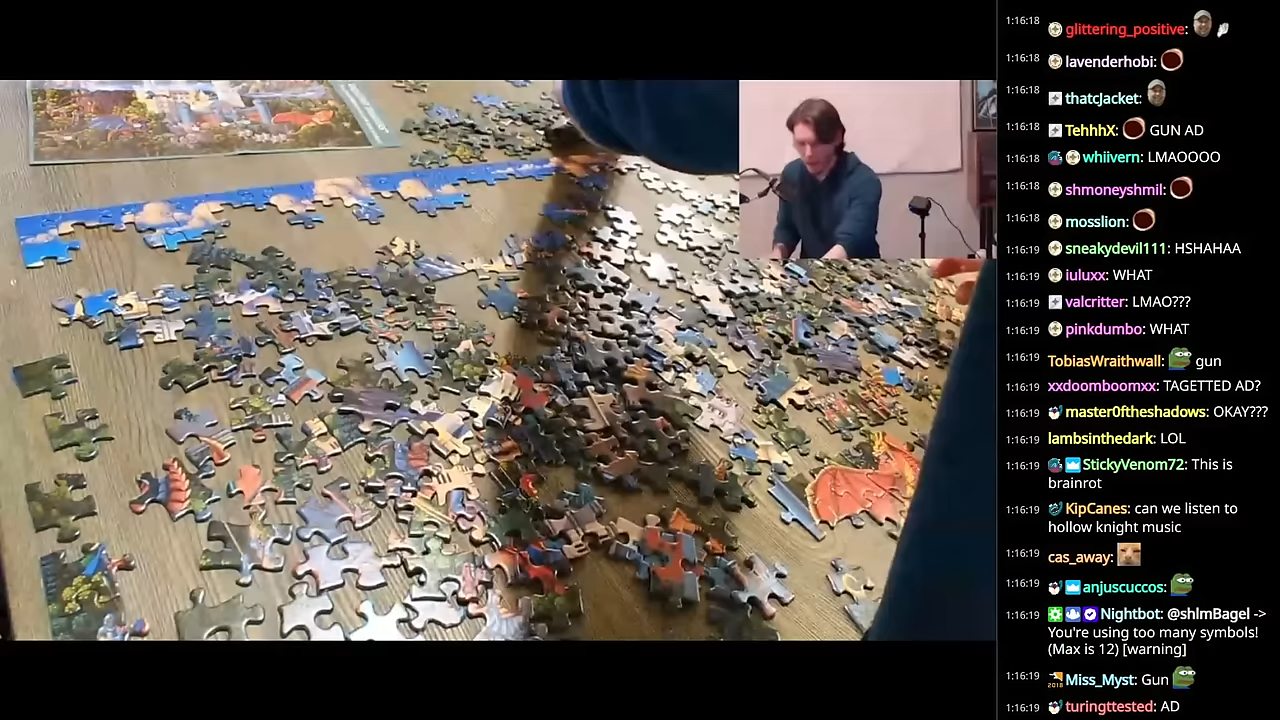 1:16:18 glittering_positive:
1:16:18 lavenderhobi:
1:16:18 thatcJacket:
1:16:18 TehhhX: GUN AD
1:16:18 whiivern: LMAOOOO
1:16:18 shmoneyshmil:
1:16:18 mosslion:
1:16:19 sneakydevil111: HSHAHAA
1:16:19 iuluxx: WHAT
1:16:19 valcritter: LMAO???
1:16:19 pinkdumbo: WHAT
1:16:19 TobiasWraithwall: gun
1:16:19 xxdoomboomxx: TAGETTED AD?
1:16:19 master0ftheshadows: OKAY???
1:16:19 lambsinthedark: LOL
1:16:19 StickyVenom72: This is
brainrot
1:16:19 KipCanes: can we listen to
hollow knight music
1:16:19 cas_away:
1:16:19 anjuscuccos:
1:16:19 Nightbot: @shlmBagel ->
You're using too many symbols!
(Max is 12) [warning]
1:16:19 Miss_Myst: Gun
1:16:19 turingttested: AD